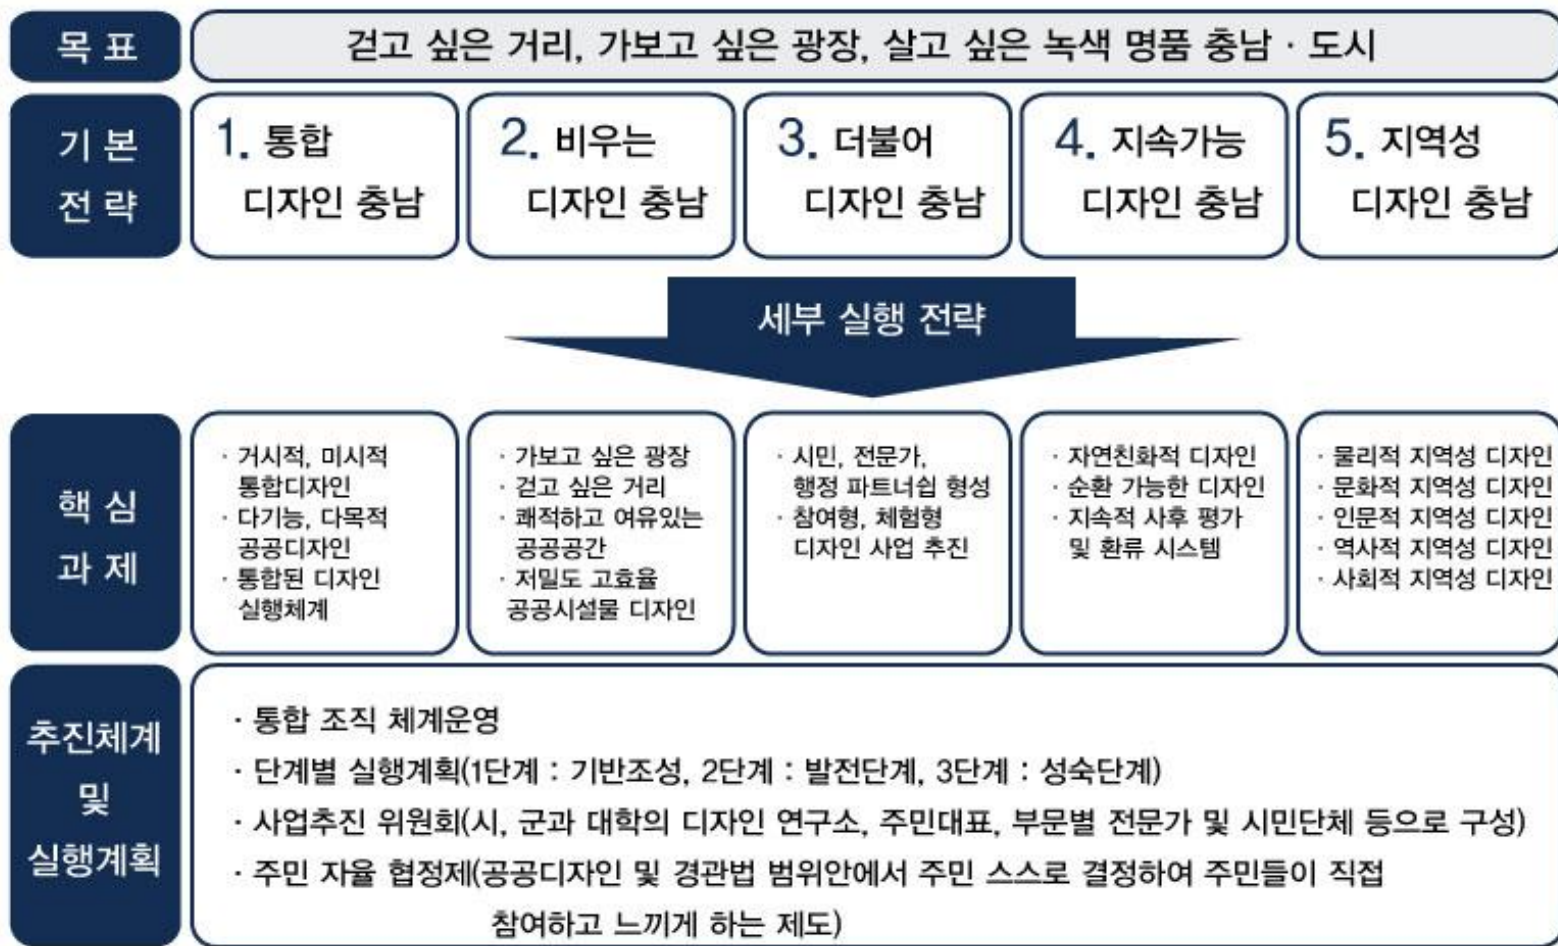 목 표
걷고 싶은 거리, 가보고 싶은 광장, 살고 싶은 녹색 명품 충남 · 도시
기 본
전 략
1. 통합
디자인 충남
2. 비우는
디자인 충남
3. 더불어
디자인 충남
4. 지속가능
디자인 충남
5. 지역성
디자인 충남
세부 실행 전략
핵 심
과 제
· 거시적, 미시적
통합디자인
· 다기능, 다목적
공공디자인
· 통합된 디자인
실행체계
· 가보고 싶은 광장
· 걷고 싶은 거리
· 쾌적하고 여유있는
공공공간
· 저밀도 고효율
공공시설물 디자인
· 시민, 전문가,
행정 파트너쉽 형성
· 참여형, 체험형
디자인 사업 추진
· 자연친화적 디자인
· 순환 가능한 디자인
· 지속적 사후 평가
및 환류 시스템
· 물리적 지역성 디자인
· 문화적 지역성 디자인
· 인문적 지역성 디자인
· 역사적 지역성 디자인
· 사회적 지역성 디자인
추진체계
및
실행계획
· 통합 조직 체계운영
· 단계별 실행계획(1단계 : 기반조성, 2단계 : 발전단계, 3단계 : 성숙단계)
· 사업추진 위원회(시, 군과 대학의 디자인 연구소, 주민대표, 부문별 전문가 및 시민단체 등으로 구성)
· 주민 자율 협정제(공공디자인 및 경관법 범위안에서 주민 스스로 결정하여 주민들이 직접
참여하고 느끼게 하는 제도)